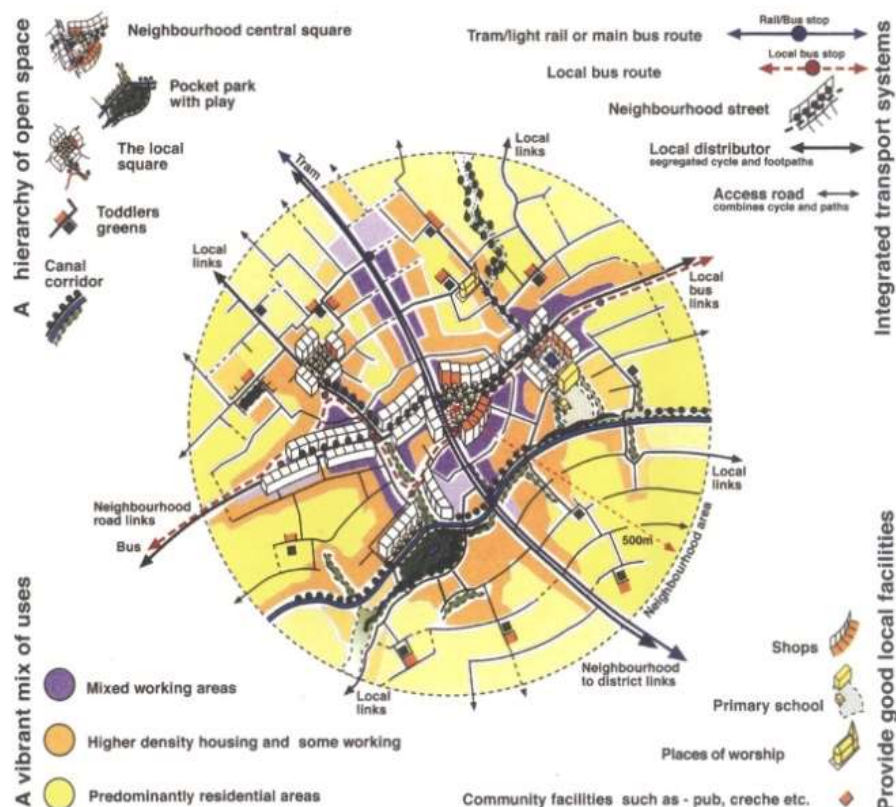 A hierarchy of open space
Neighbourhood central square
Pocket park
with play
The local
square
Toddlers
greens
Canal
corridor
Integrated transport systems
Rail/Bus stop
Tram/light rail or main bus route
Local bus stop
Local bus route
Neighbourhood street
Local distributor
segregated cycle and footpaths
Access road
combines cycle and paths
Local
links
Tram
Local
links
Local
bus links
Local
links
Neighbourhood
road links
Bus
500m
Neighbourhood area
Neighbourhood
to district links
Local
links
A vibrant mix of uses
Mixed working areas
Higher density housing and some working
Predominantly residential areas
Provide good local facilities
Shops
Primary school
Places of worship
Community facilities such as - pub, creche etc.